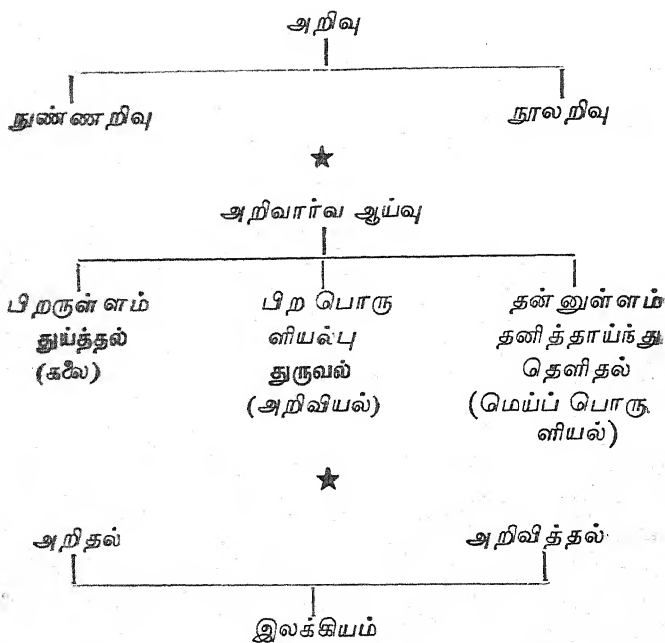 அறிவு
நுண்ணறிவு நூலறிவு
★
அறிவார்வ ஆய்வு
பிறருள்ளம் பிற பொரு தன்னுள்ளம்
துய்த்தல் ளியல்பு தனித்தாய்ந்து
(கலை) துருவல் தெளிதல்
(அறிவியல்) (மெய்ப் பொரு
ளியல்)
★
அறிதல் அறிவித்தல்
இலக்கியம்